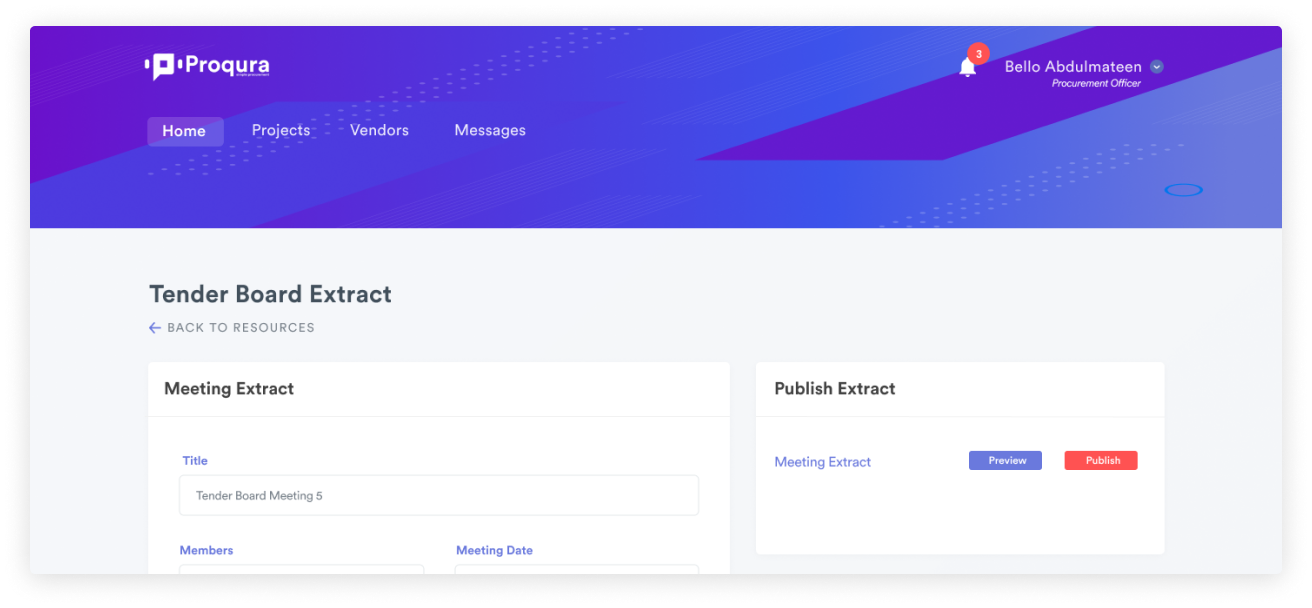 Proqura
3
Bello Abdulmateen
Procurement Officer
Home Projects Vendors Messages
Tender Board Extract
BACK TO RESOURCES
Meeting Extract
Title
Tender Board Meeting 5
Members Meeting Date
Publish Extract
Meeting Extract Preview Publish